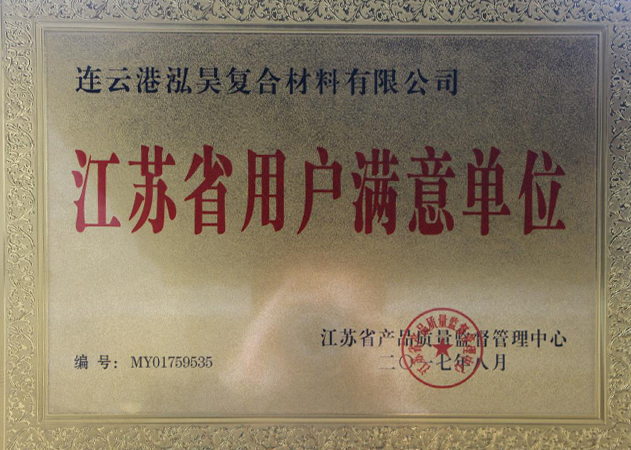 连云港泓昊复合材料有限公司
江苏省用户满意单位
江苏省产品质量监督管理中心
编号：MY01759535
二〇一七年八月